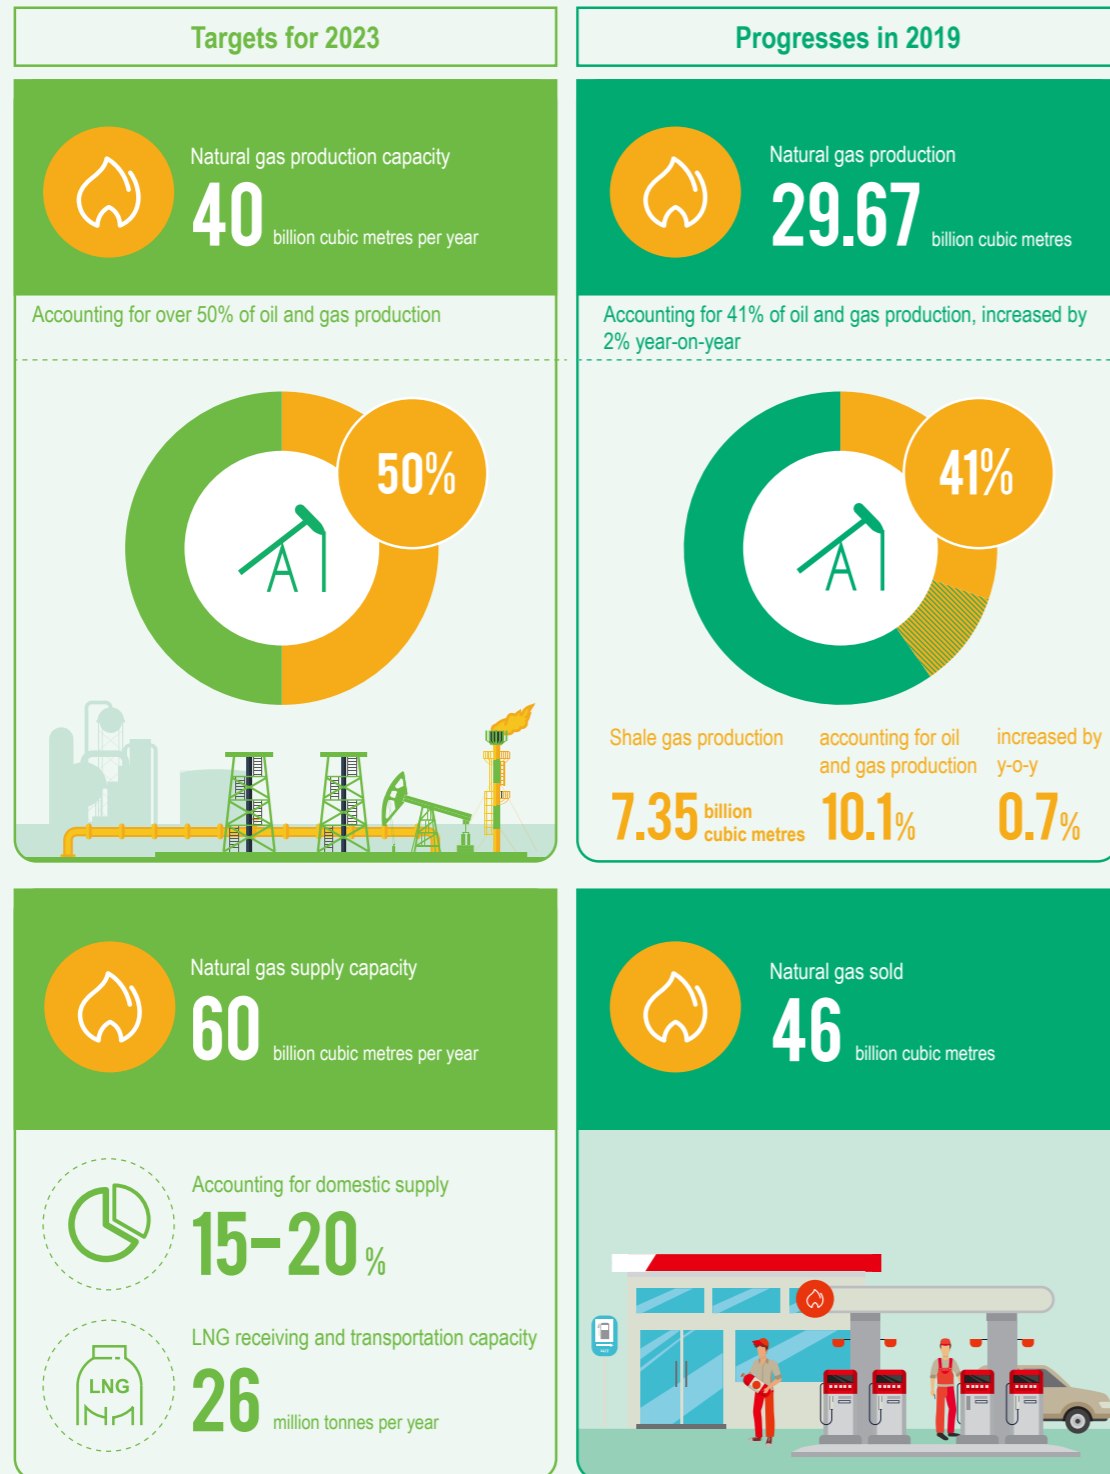 Targets for 2023
Natural gas production capacity
40 billion cubic metres per year
Accounting for over 50% of oil and gas production
50%
Progresses in 2019
Natural gas production
29.67 billion cubic metres
Accounting for 41% of oil and gas production, increased by
2% year-on-year
41%
Shale gas production
7.35 billion
cubic metres
accounting for oil
and gas production
10.1%
increased by
y-o-y
0.7%
Natural gas supply capacity
60 billion cubic metres per year
Accounting for domestic supply
15-20 %
LNG
LNG receiving and transportation capacity
26 million tonnes per year
Natural gas sold
46 billion cubic metres